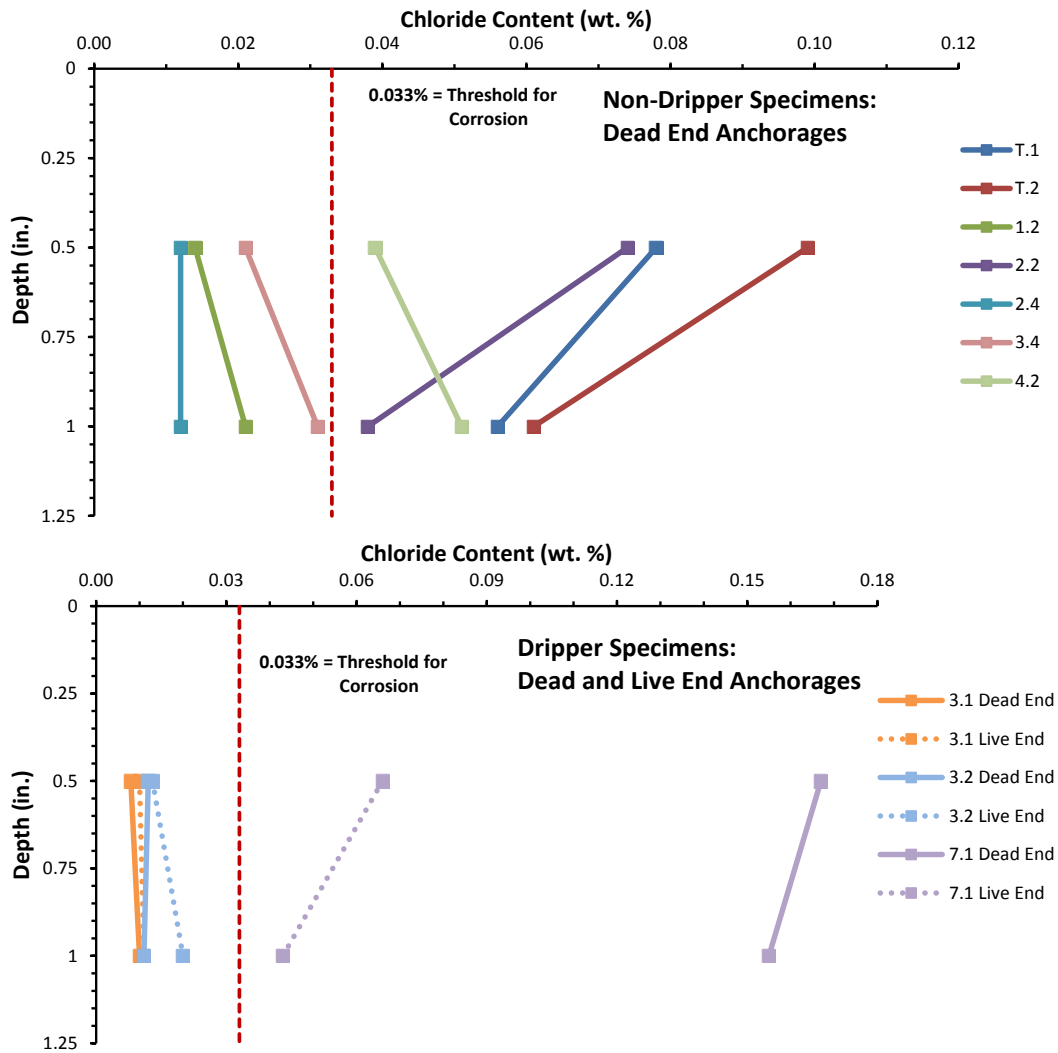 Chloride Content (wt. %)
0.00 0.02 0.04 0.06 0.08 0.10 0.12
0
0.25
0.5
0.75
1
1.25
Depth (in.)
0.033% = Threshold for
Corrosion
Non-Dripper Specimens:
Dead End Anchorages
T.1
T.2
1.2
2.2
2.4
3.4
4.2
Chloride Content (wt. %)
0.00 0.03 0.06 0.09 0.12 0.15 0.18
0
0.25
0.5
0.75
1
1.25
Depth (in.)
0.033% = Threshold for
Corrosion
Dripper Specimens:
Dead and Live End Anchorages
3.1 Dead End
3.1 Live End
3.2 Dead End
3.2 Live End
7.1 Dead End
7.1 Live End